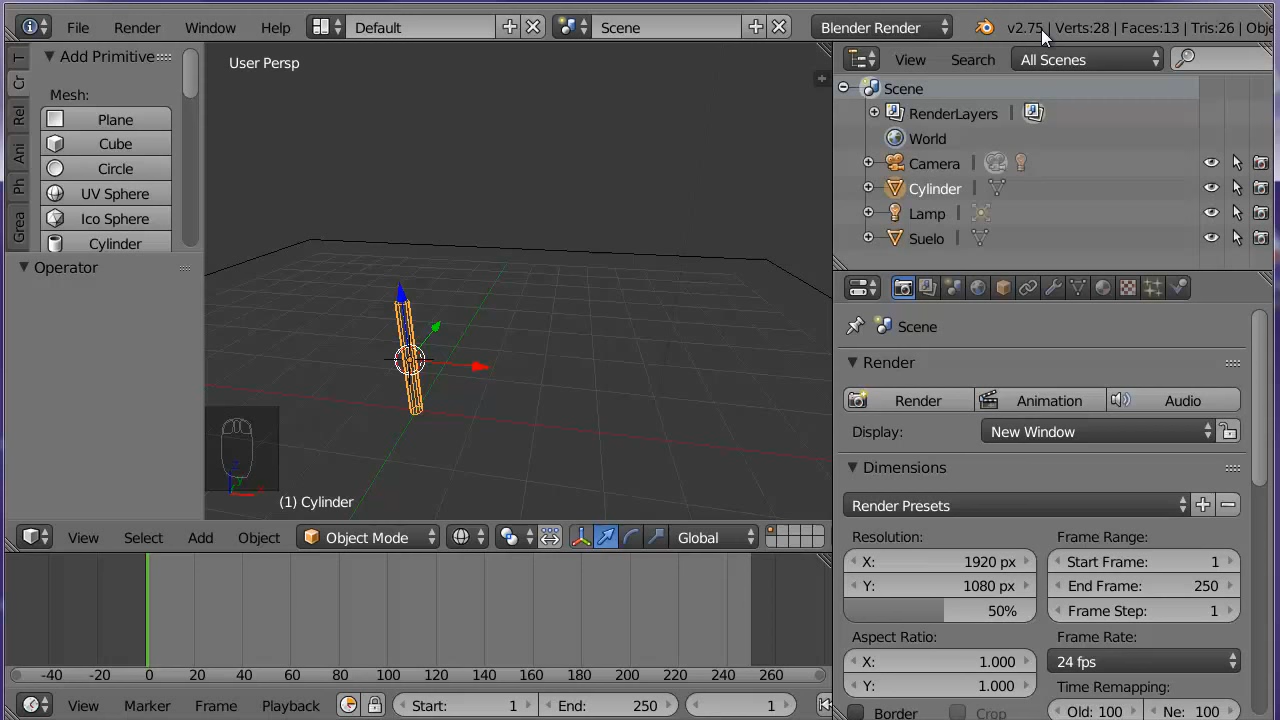 File Render Window Help Default Scene Blender Render v2.75 | Verts:28 | Faces:13 | Tris:26 | Obje
T
Cr
Rel
Ani
Ph
Grea
Add Primitive
Mesh:
Plane
Cube
Circle
UV Sphere
Ico Sphere
Cylinder
Operator
User Persp
(1) Cylinder
View Select Add Object Object Mode Global
-40 -20 0 20 40 60 80 100 120 140 160 180 200 220 240 260
View Marker Frame Playback Start: 1 End: 250 1
View Search All Scenes
Scene
RenderLayers |
World
Camera |
Cylinder |
Lamp |
Suelo |
Scene
Render
Render Animation Audio
Display: New Window
Dimensions
Render Presets
Resolution: Frame Range:
X: 1920 px Start Frame: 1
Y: 1080 px End Frame: 250
50% Frame Step: 1
Aspect Ratio: Frame Rate:
X: 1.000 24 fps
Y: 1.000 Time Remapping:
Border Crop Old: 100 Ne: 100